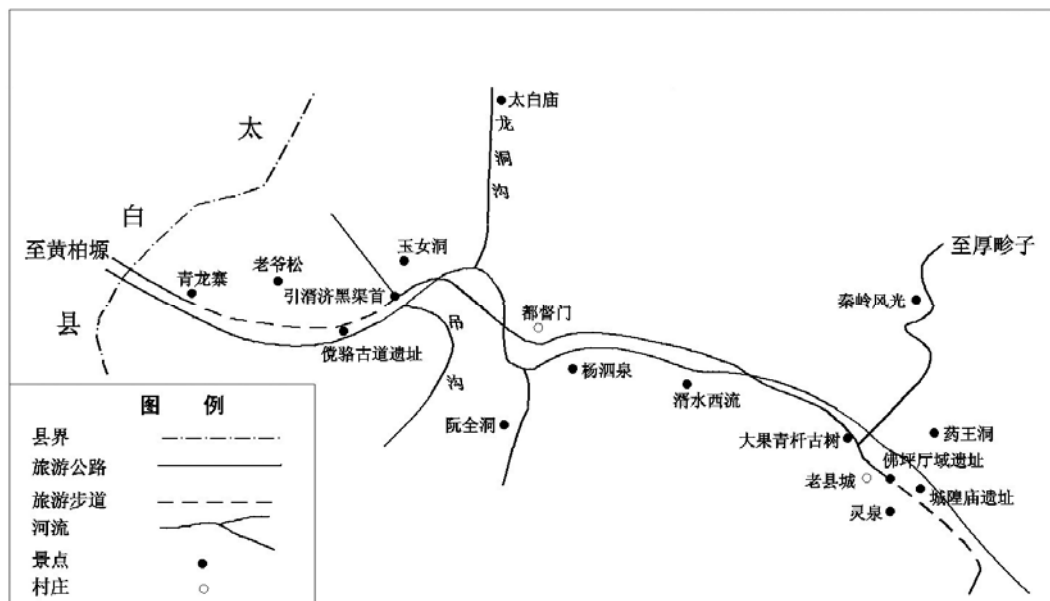 太白庙
龙洞沟
太
白
县
至黄柏塬
青龙寨
老爷松
玉女洞
引湑济黑渠首
傥骆古道遗址
吊沟
都督门
杨泗泉
阮全洞
湑水西流
至厚畛子
秦岭风光
大果青杄古树
药王洞
佛坪厅域遗址
老县城
城隍庙遗址
灵泉
图 例
县界
旅游公路
旅游步道
河流
景点
村庄